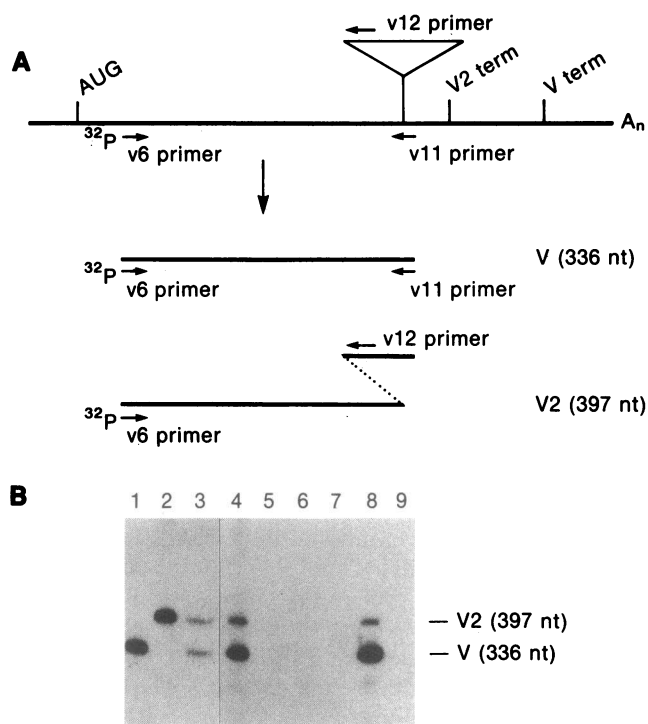 v12 primer
A
AUG
V2 term
V term
An
32P
v6 primer
v11 primer
V (336 nt)
32P
v6 primer
v11 primer
v12 primer
V2 (397 nt)
32P
v6 primer
B
1 2 3 4 5 6 7 8 9
V2 (397 nt)
V (336 nt)